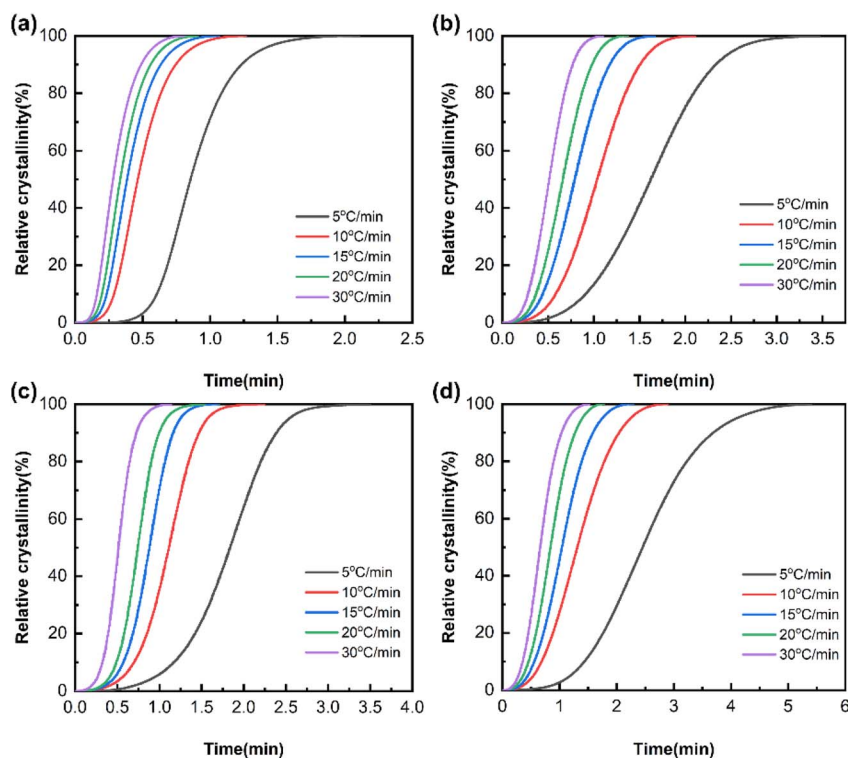 (a)
Relative crystallinity(%)
100
80
60
40
20
0
5°C/min
10°C/min
15°C/min
20°C/min
30°C/min
0.0 0.5 1.0 1.5 2.0 2.5
Time(min)
(b)
Relative crystallinity(%)
100
80
60
40
20
0
5°C/min
10°C/min
15°C/min
20°C/min
30°C/min
0.0 0.5 1.0 1.5 2.0 2.5 3.0 3.5
Time(min)
(c)
Relative crystallinity(%)
100
80
60
40
20
0
5°C/min
10°C/min
15°C/min
20°C/min
30°C/min
0.0 0.5 1.0 1.5 2.0 2.5 3.0 3.5 4.0
Time(min)
(d)
Relative crystallinity(%)
100
80
60
40
20
0
5°C/min
10°C/min
15°C/min
20°C/min
30°C/min
0 1 2 3 4 5 6
Time(min)